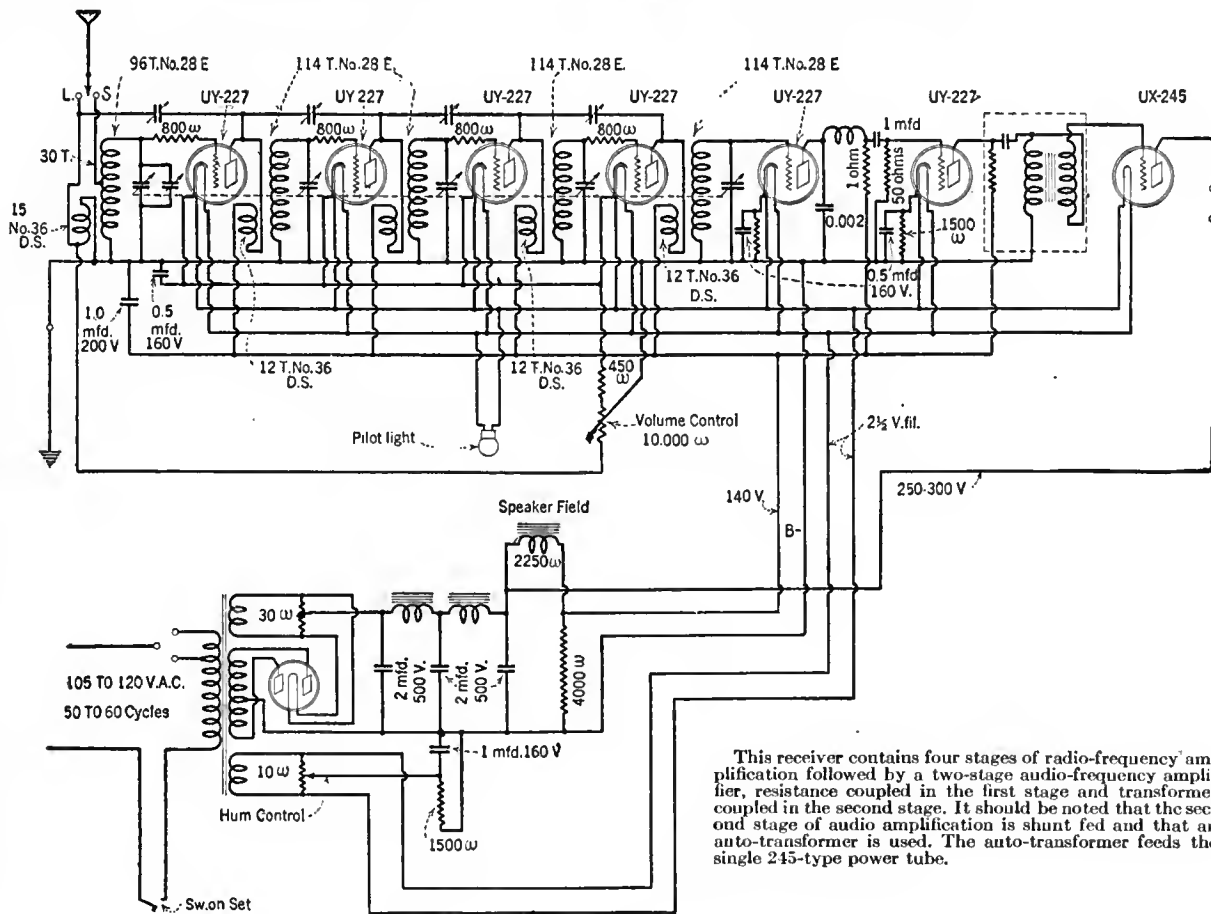 96 T.No.28 E
114 T.No.28 E.
114 T.No.28 E.
114 T.No.28 E
L. S
UY-227
UY 227
UY-227
UY-227
UY-227
UY-227
UX-245
800ω
800ω
800ω
800ω
1 mfd
30 T.
1 ohm
50 ohms
15
No.36
D.S.
0.002
1500
ω
12 T.No.36
D.S.
0.5 mfd
160 V.
1.0
mfd.
200 V
0.5
mfd.
160 V
12 T.No.36
D.S.
12 T.No.36
D.S.
450
ω
Pilot light
Volume Control
10.000 ω
2½ V.fil.
140 V.
B-
250-300 V
Speaker Field
2250ω
30 ω
105 TO 120 V.A.C.
50 TO 60 Cycles
2 mfd.
500 V.
2 mfd.
500 V.
4000ω
1 mfd.160 V
10ω
Hum Control
1500ω
Sw.on Set
This receiver contains four stages of radio-frequency am
plification followed by a two-stage audio-frequency ampli
fier, resistance coupled in the first stage and transforme
coupled in the second stage. It should be noted that the sec
ond stage of audio amplification is shunt fed and that an
auto-transformer is used. The auto-transformer feeds the
single 245-type power tube.